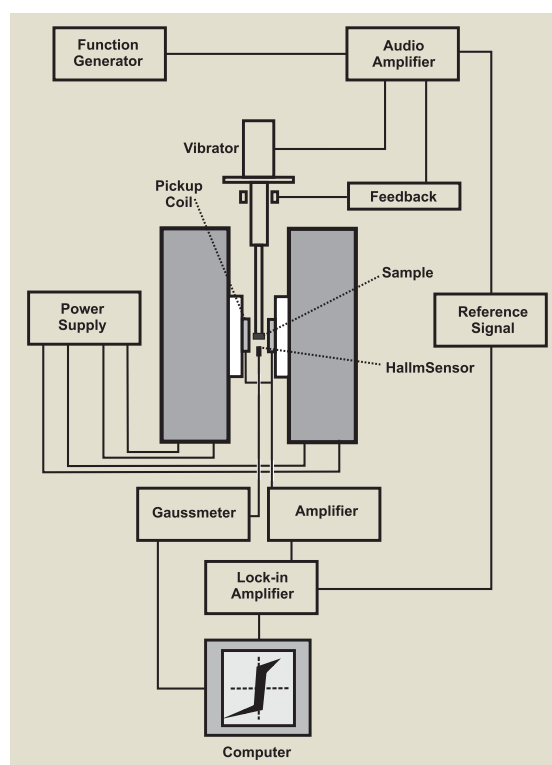 Function
Generator
Audio
Amplifier
Vibrator
Pickup
Coil
Feedback
Sample
Power
Supply
Reference
Signal
HallmSensor
Gaussmeter
Amplifier
Lock-in
Amplifier
Computer